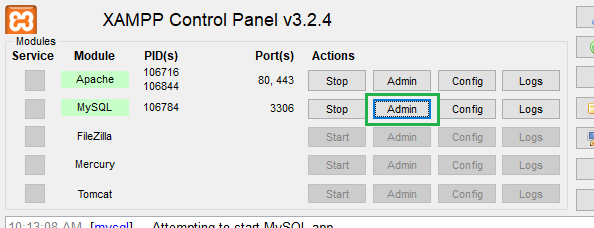 XAMPP Control Panel v3.2.4
Modules
Service Module PID(s) Port(s) Actions
Apache 106716 106844 80, 443 Stop Admin Config Logs
MySQL 106784 3306 Stop Admin Config Logs
FileZilla Start Admin Config Logs
Mercury Start Admin Config Logs
Tomcat Start Admin Config Logs
10:13:08 AM [mysql] Attempting to start MySQL app